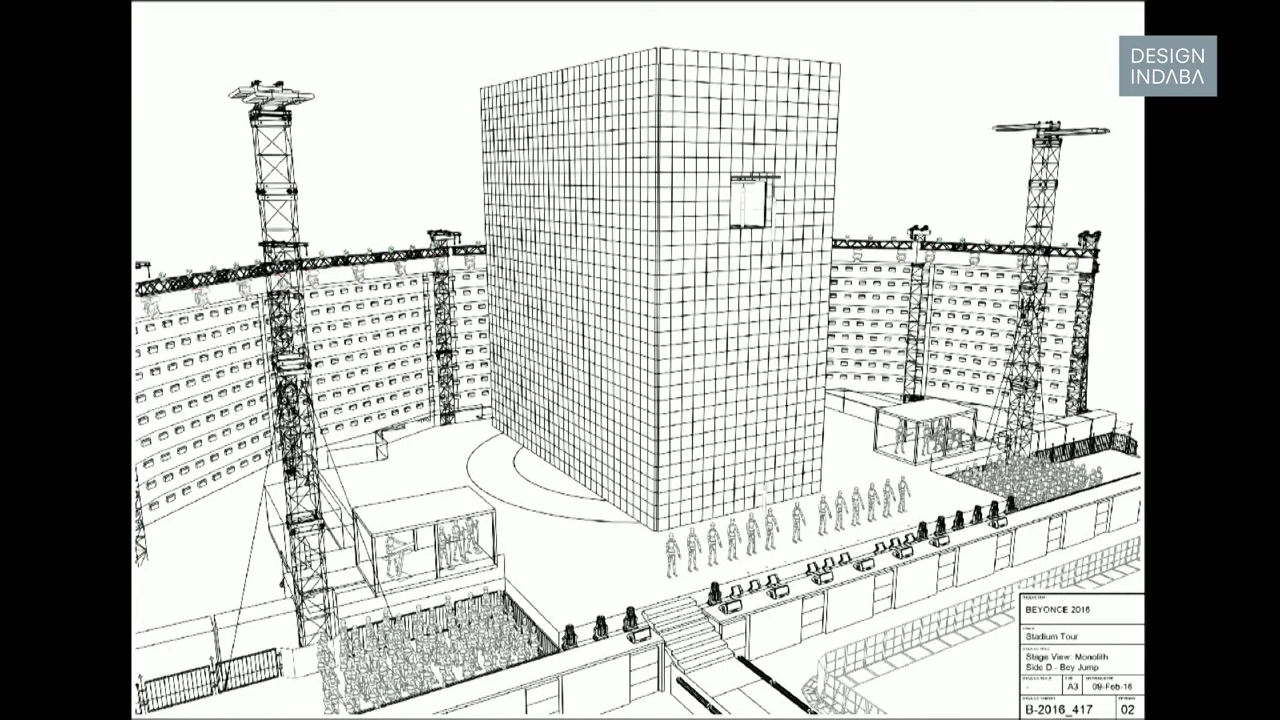 DESIGN
INDABA
BEYONCE 2016
Stadium Tour
Stage View: Monolith
Side D - Bey Jump
A3
09-Feb-16
B-2016_417
02